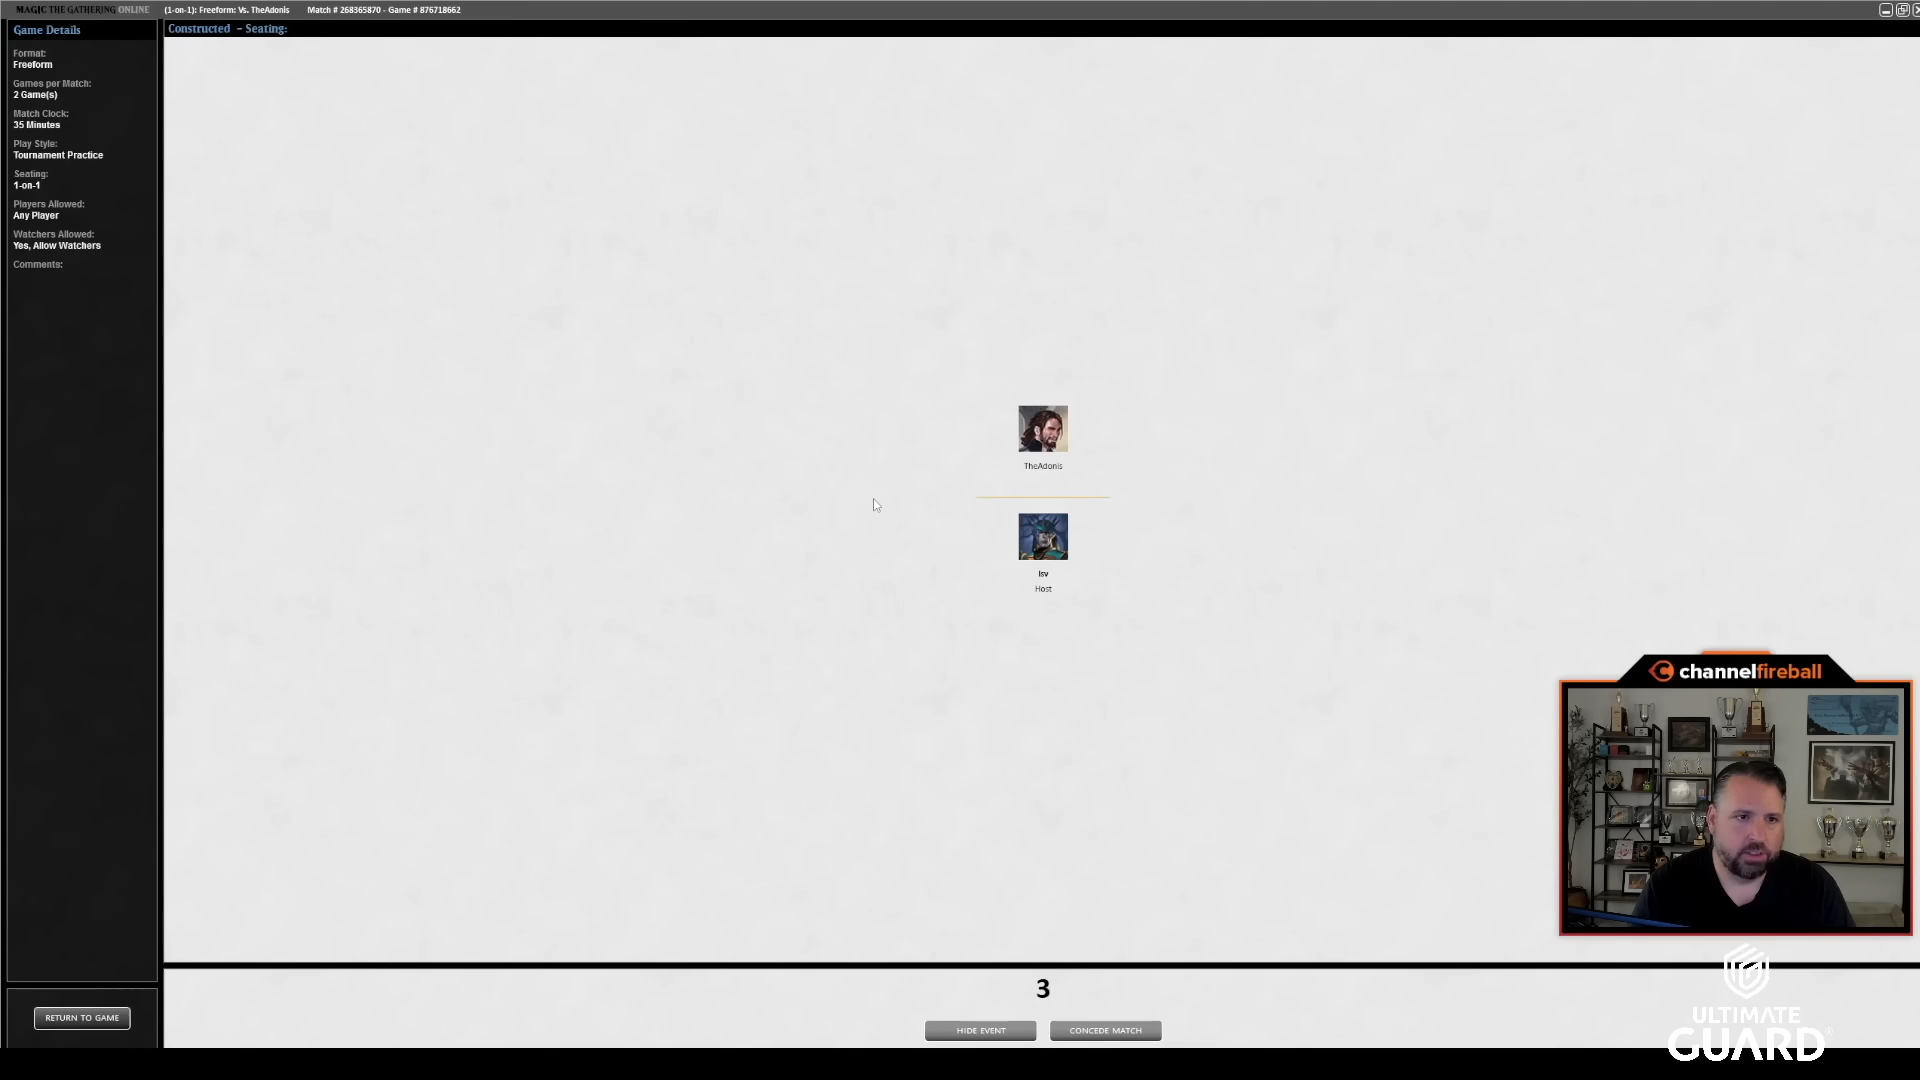 MAGIC THE GATHERING ONLINE (1-on-1): Freeform: Vs. TheAdonis Match # 268365870 - Game # 876718662
Game Details
Constructed – Seating:
Format:
Freeform
Games per Match:
2 Game(s)
Match Clock:
35 Minutes
Play Style:
Tournament Practice
Seating:
1-on-1
Players Allowed:
Any Player
Watchers Allowed:
Yes, Allow Watchers
Comments:
TheAdonis
lsv
Host
channelfireball
3
RETURN TO GAME
HIDE EVENT
CONCEDE MATCH
ULTIMATE
GUARD